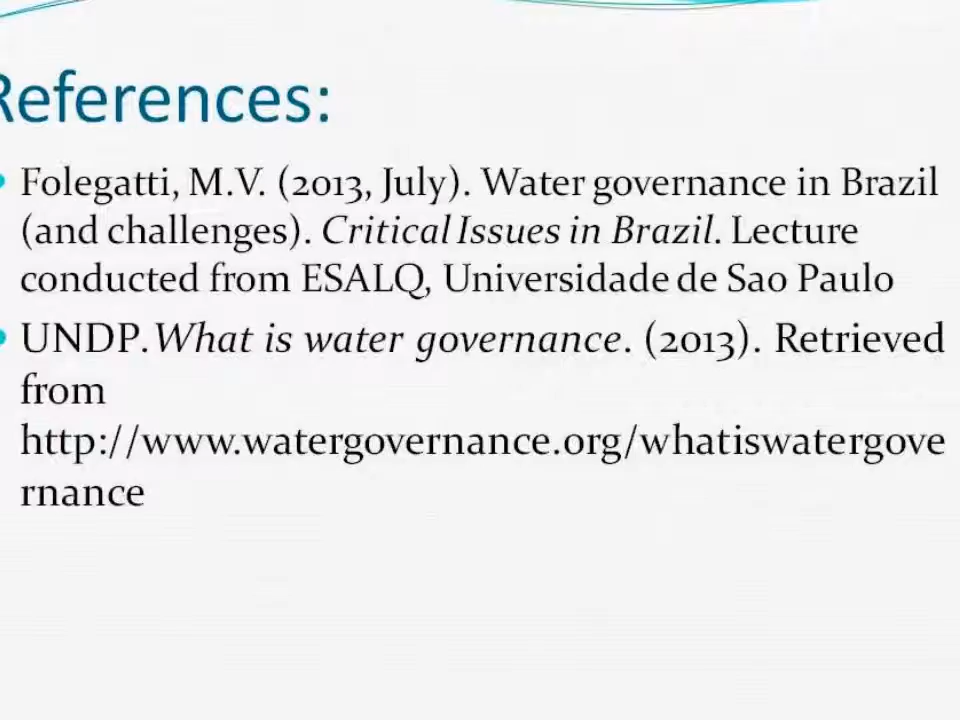 References:
• Folegatti, M.V. (2013, July). Water governance in Brazil
(and challenges). Critical Issues in Brazil. Lecture
conducted from ESALQ, Universidade de Sao Paulo
• UNDP.What is water governance. (2013). Retrieved
from
http://www.watergovernance.org/whatiswatergove
rnance